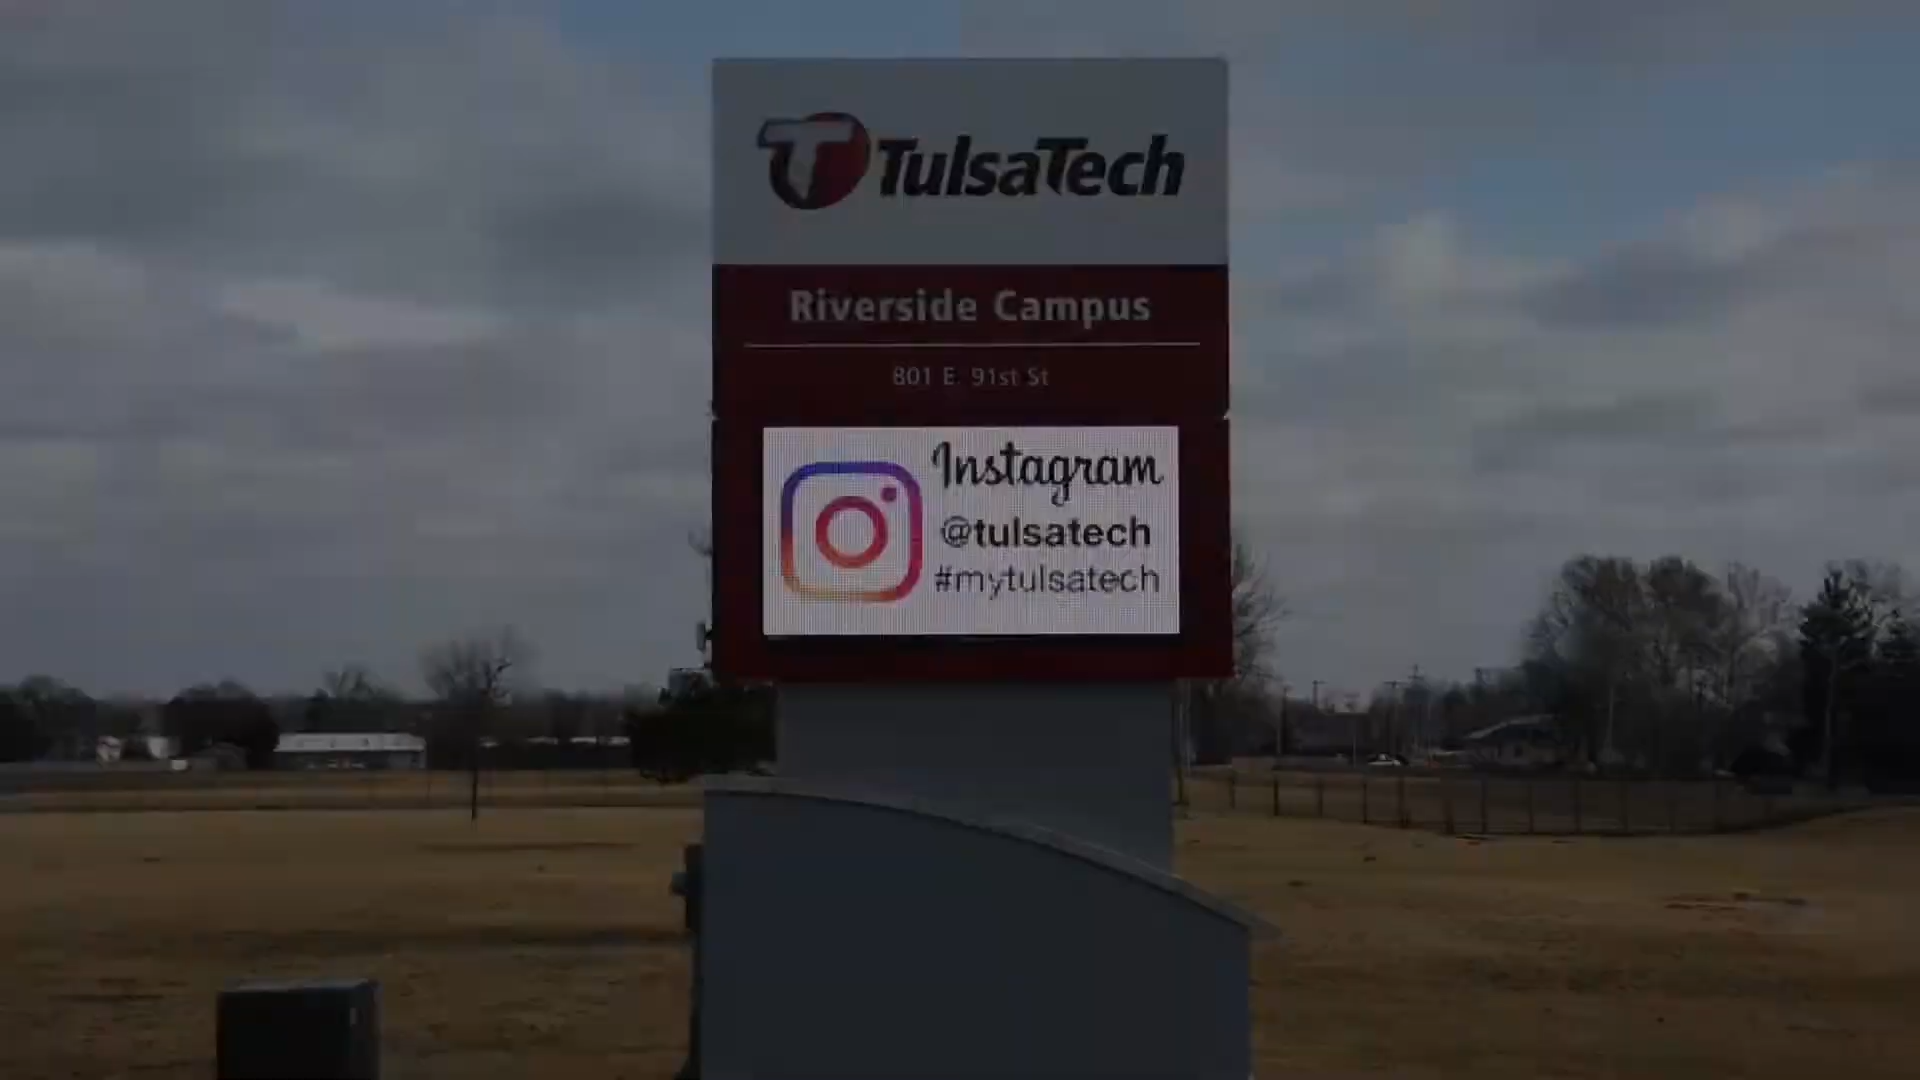 TulsaTech
Riverside Campus
801 E. 91st St
Instagram
@tulsatech
#mytulsatech